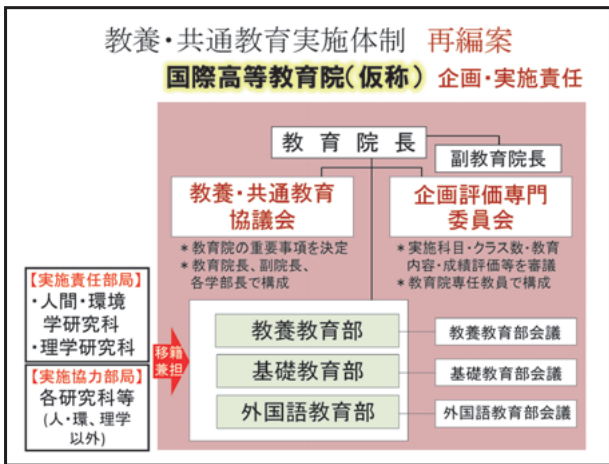 教養・共通教育実施体制 再編案
国際高等教育院(仮称) 企画・実施責任
教育院長
副教育院長
教養・共通教育
協議会
＊教育院の重要事項を決定
＊教育院長、副院長、
各学部長で構成
企画評価専門
委員会
＊実施科目・クラス数・教育
内容・成績評価等を審議
＊教育院専任教員で構成
【実施責任部局】
・人間・環境
学研究科
・理学研究科
【実施協力部局】
各研究科等
(人・環、理学
以外)
移籍
兼担
教養教育部
教養教育部会議
基礎教育部
基礎教育部会議
外国語教育部
外国語教育部会議